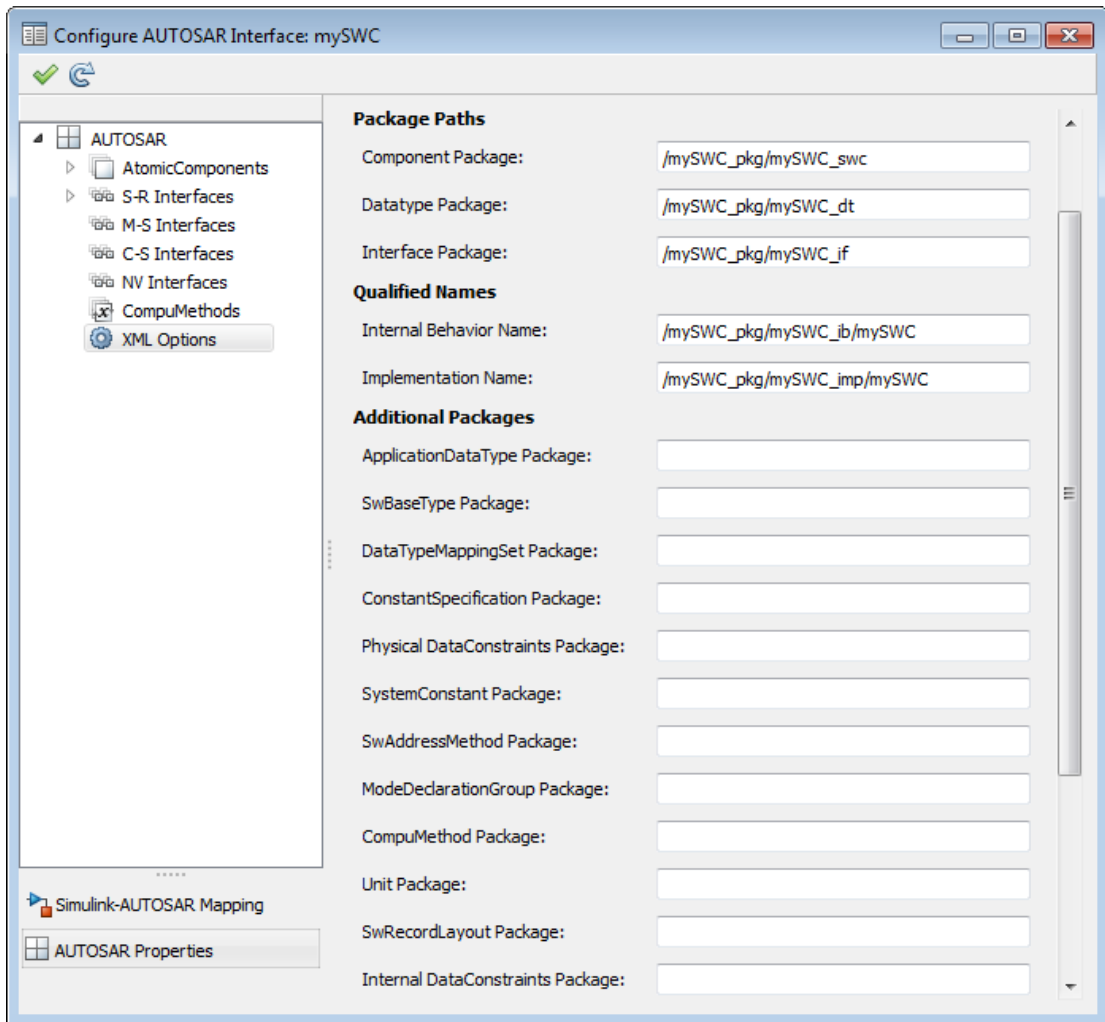 Configure AUTOSAR Interface: mySWC
AUTOSAR
AtomicComponents
S-R Interfaces
M-S Interfaces
C-S Interfaces
NV Interfaces
CompuMethods
XML Options
Simulink-AUTOSAR Mapping
AUTOSAR Properties
Package Paths
Component Package: /mySWC_pkg/mySWC_swc
Datatype Package: /mySWC_pkg/mySWC_dt
Interface Package: /mySWC_pkg/mySWC_if
Qualified Names
Internal Behavior Name: /mySWC_pkg/mySWC_ib/mySWC
Implementation Name: /mySWC_pkg/mySWC_imp/mySWC
Additional Packages
ApplicationDataType Package:
SwBaseType Package:
DataTypeMappingSet Package:
ConstantSpecification Package:
Physical DataConstraints Package:
SystemConstant Package:
SwAddressMethod Package:
ModeDeclarationGroup Package:
CompuMethod Package:
Unit Package:
SwRecordLayout Package:
Internal DataConstraints Package: